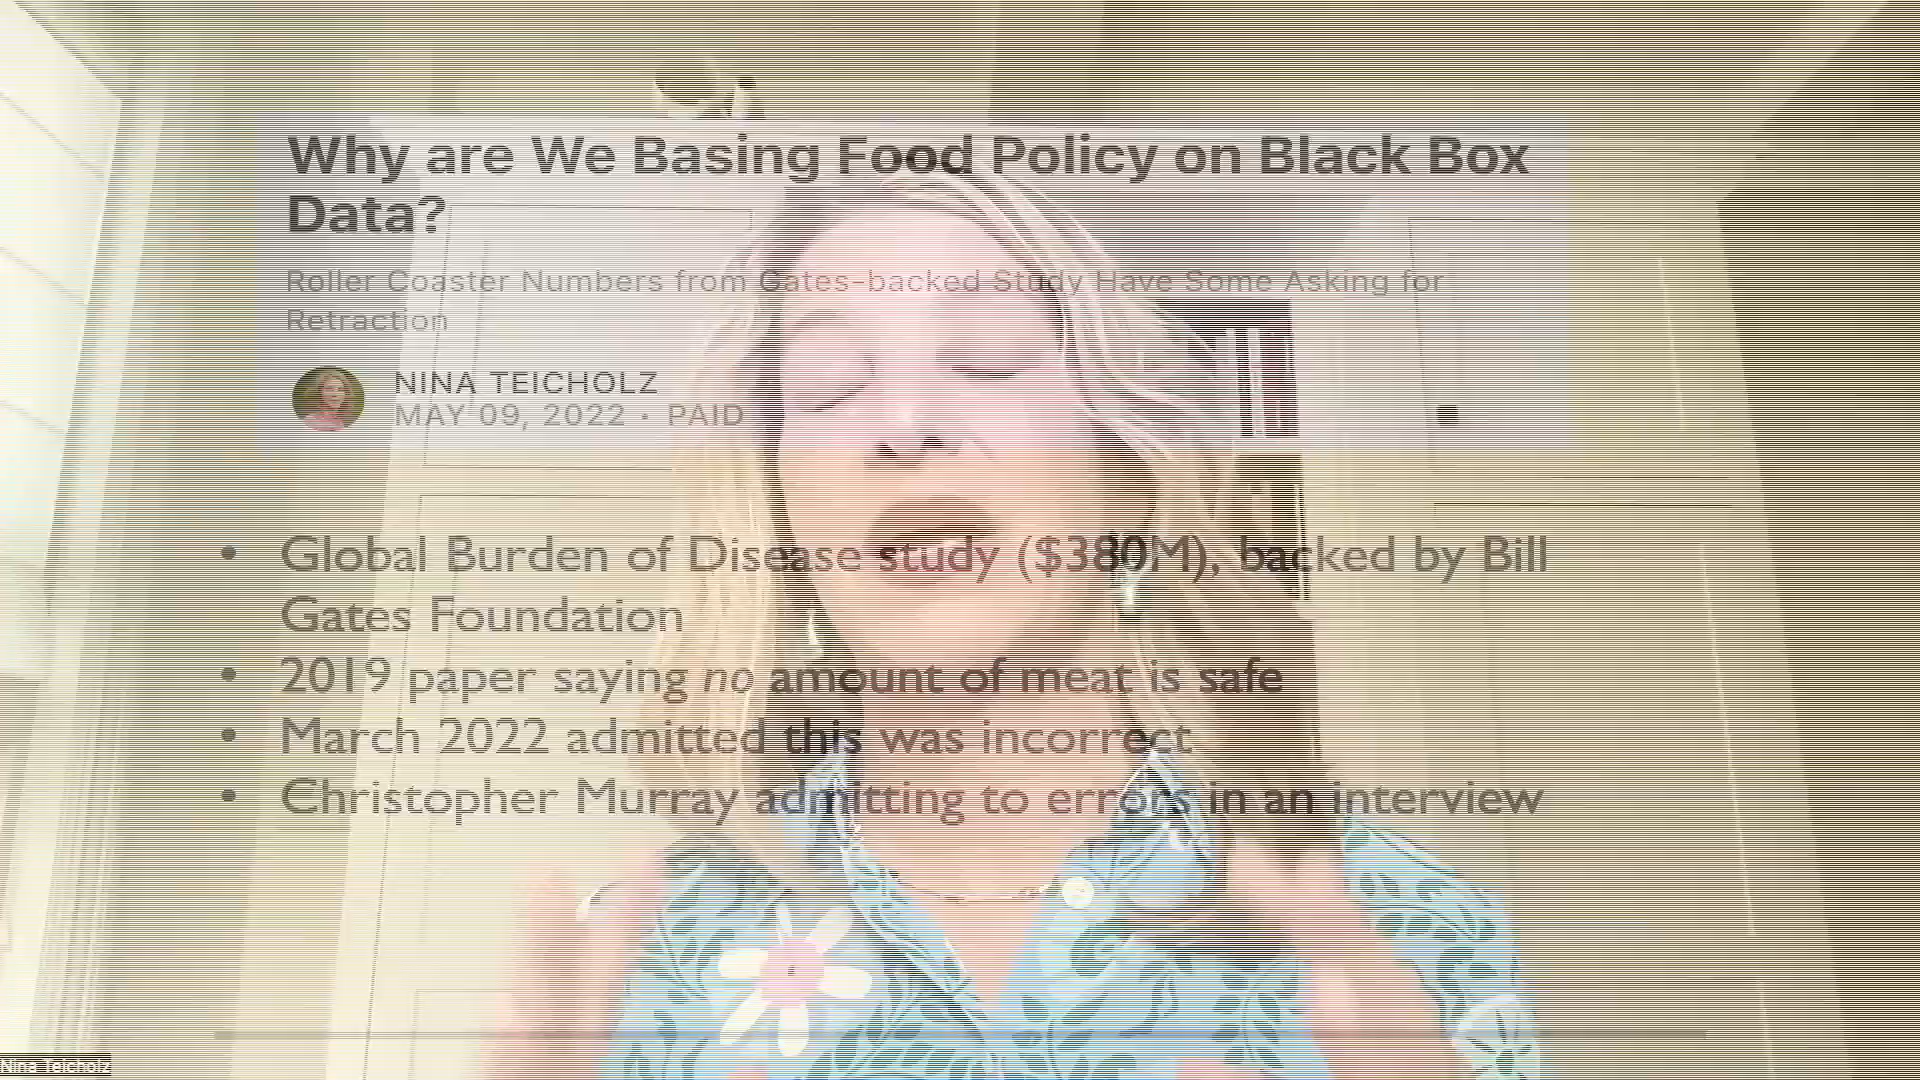 Why are We Basing Food Policy on Black Box
Data?
Roller Coaster Numbers from Gates-backed Study Have Some Asking for
Retraction
NINA TEICHOLZ
MAY 09, 2022 · PAID
• Global Burden of Disease study ($380M), backed by Bill
Gates Foundation
• 2019 paper saying no amount of meat is safe
• March 2022 admitted this was incorrect
• Christopher Murray admitting to errors in an interview
Nina Teicholz